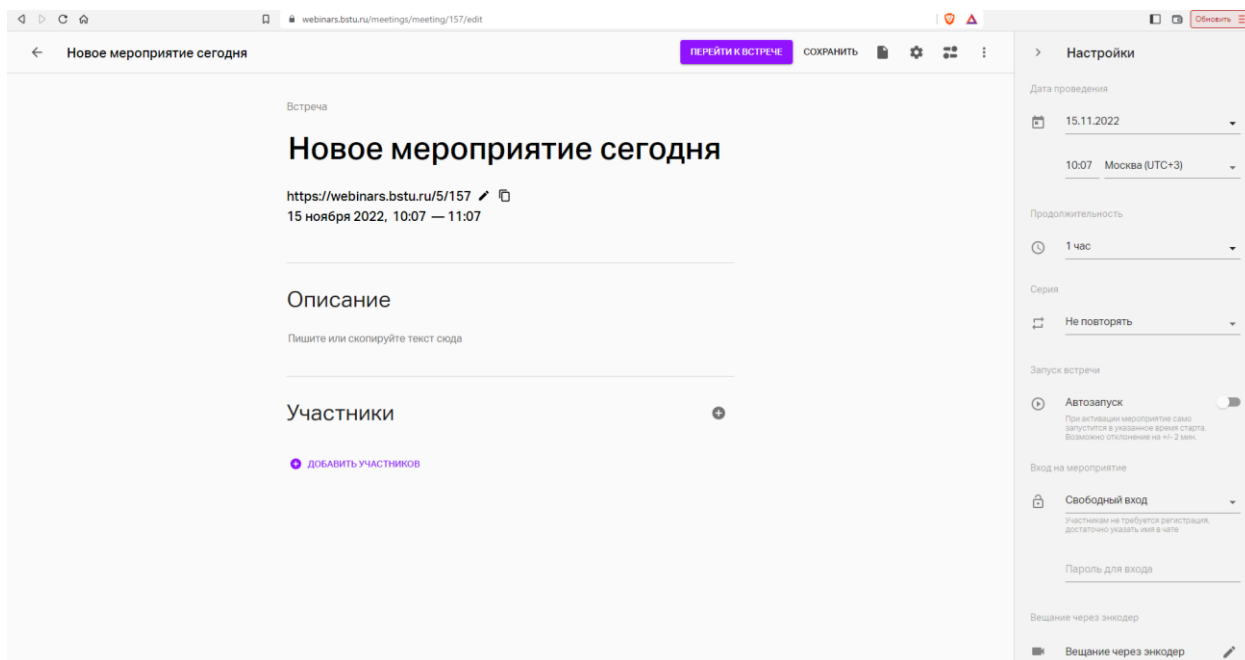 webinars.bstu.ru/meetings/meeting/157/edit
Обновить
Новое мероприятие сегодня
ПЕРЕЙТИ К ВСТРЕЧЕ
СОХРАНИТЬ
Встреча
Новое мероприятие сегодня
https://webinars.bstu.ru/5/157
15 ноября 2022, 10:07 — 11:07
Описание
Пишите или скопируйте текст сюда
Участники
ДОБАВИТЬ УЧАСТНИКОВ
Настройки
Дата проведения
15.11.2022
10:07 Москва (UTC+3)
Продолжительность
1 час
Серия
Не повторять
Запуск встречи
Автозапуск
При активации мероприятие само
запустится в указанное время старта.
Возможно отклонение на +/- 2 мин.
Вход на мероприятие
Свободный вход
Участникам не требуется регистрация,
достаточно указать имя в чате
Пароль для входа
Вещание через энкодер
Вещание через энкодер